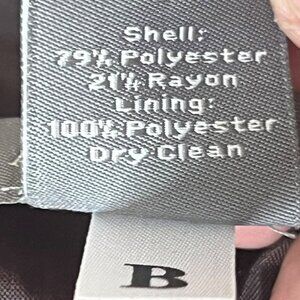 Shell:
79% Polyester
21% Rayon
Lining:
100% Polyester
Dry Clean
B